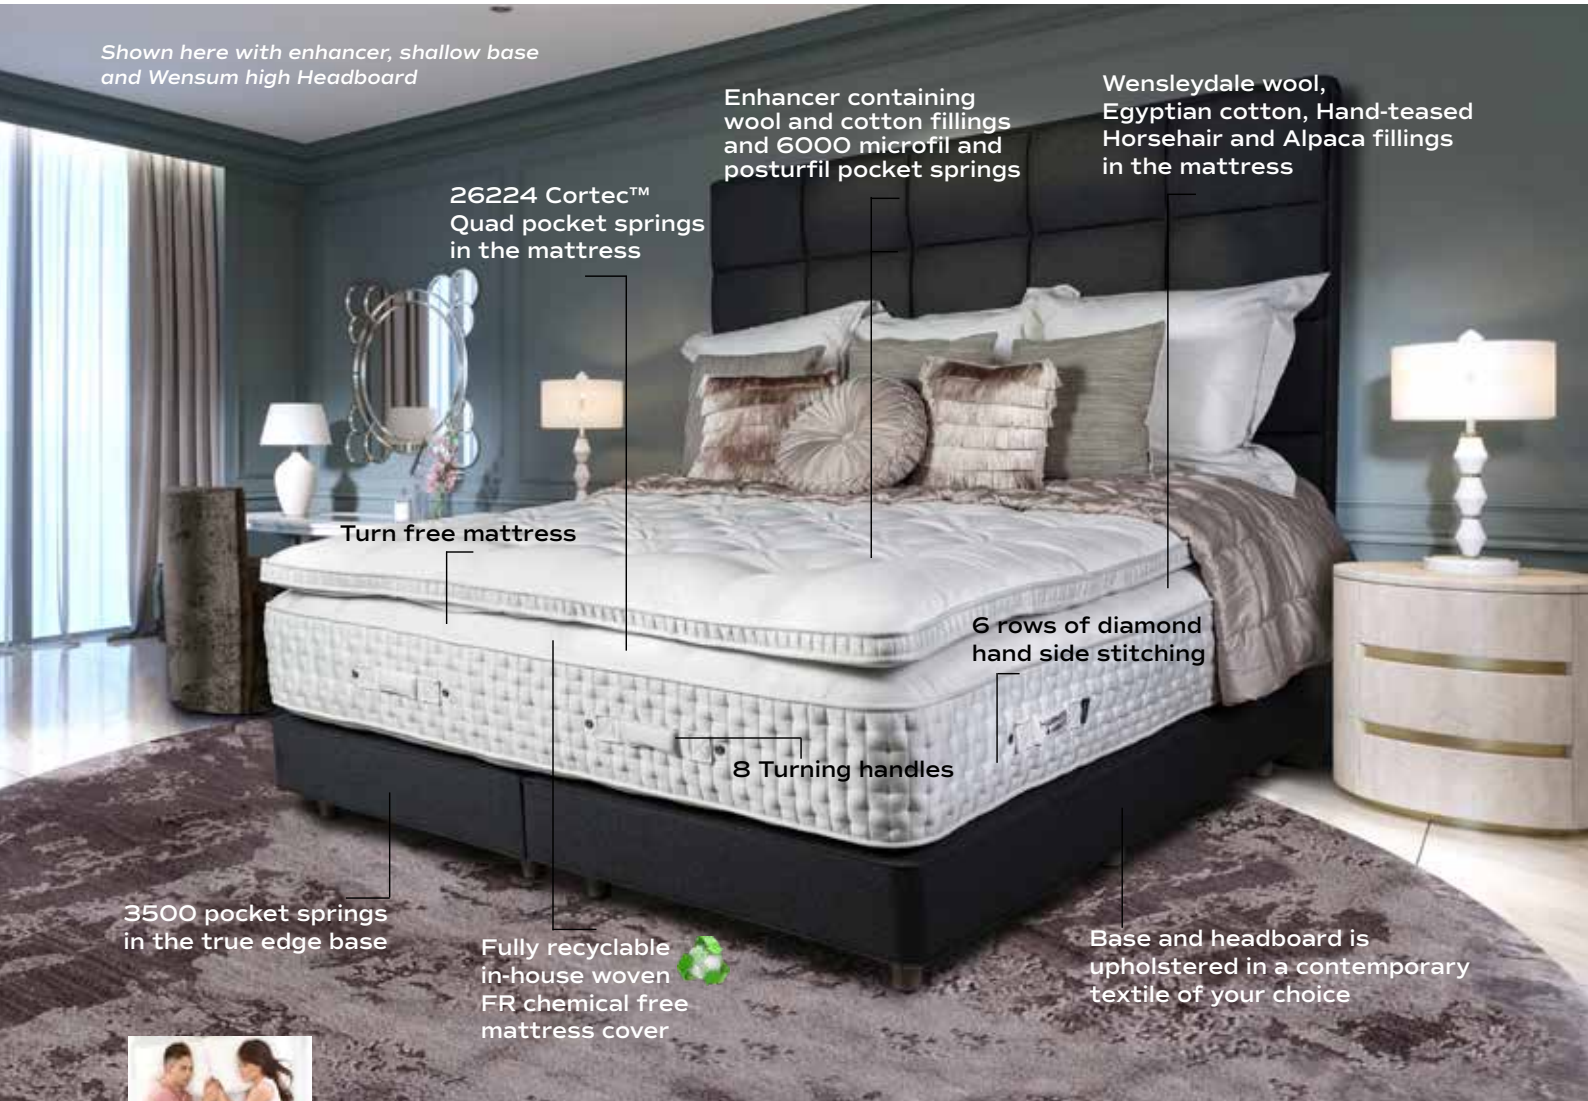 Shown here with enhancer, shallow base
and Wensum high Headboard
Enhancer containing
wool and cotton fillings
and 6000 microfil and
posturfil pocket springs
Wensleydale wool,
Egyptian cotton, Hand-teased
Horsehair and Alpaca fillings
in the mattress
26224 Cortec™
Quad pocket springs
in the mattress
Turn free mattress
6 rows of diamond
hand side stitching
8 Turning handles
3500 pocket springs
in the true edge base
Fully recyclable
in-house woven
FR chemical free
mattress cover
Base and headboard is
upholstered in a contemporary
textile of your choice